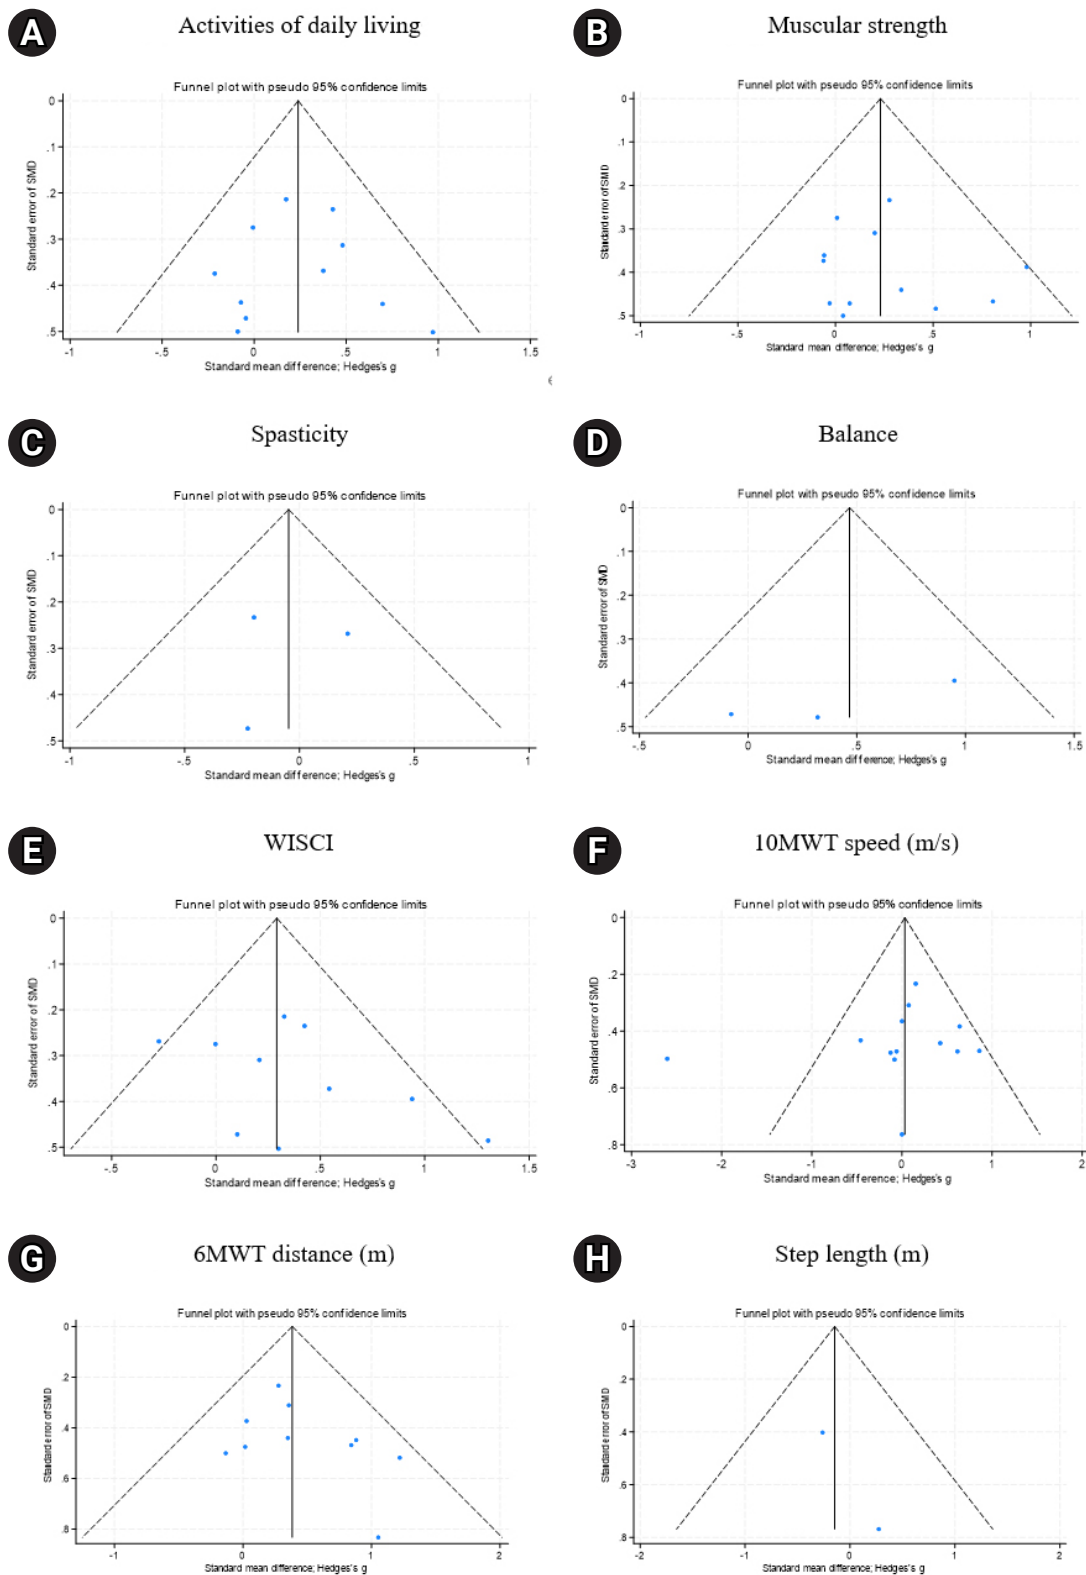 A
Activities of daily living
Funnel plot with pseudo 95% confidence limits
0
.1
.2
.3
.4
.5
Standard error of SMD
-1
-.5
0
.5
1
1.5
Standard mean difference; Hedges's g
B
Muscular strength
Funnel plot with pseudo 95% confidence limits
0
.1
.2
.3
.4
.5
Standard error of SMD
-1
-.5
0
.5
1
Standard mean difference; Hedges's g
C
Spasticity
Funnel plot with pseudo 95% confidence limits
0
.1
.2
.3
.4
.5
Standard error of SMD
-1
-.5
0
.5
1
Standard mean difference; Hedges's g
D
Balance
Funnel plot with pseudo 95% confidence limits
0
.1
.2
.3
.4
.5
Standard error of SMD
-.5
0
.5
1
1.5
Standard mean difference; Hedges's g
E
WISCI
Funnel plot with pseudo 95% confidence limits
0
.1
.2
.3
.4
.5
Standard error of SMD
-.5
0
.5
1
1.5
Standard mean difference; Hedges's g
F
10MWT speed (m/s)
Funnel plot with pseudo 95% confidence limits
0
.2
.4
.6
.8
Standard error of SMD
-3
-2
-1
0
1
2
Standard mean difference; Hedges's g
G
6MWT distance (m)
Funnel plot with pseudo 95% confidence limits
0
.2
.4
.6
.8
Standard error of SMD
-1
0
1
2
Standard mean difference; Hedges's g
H
Step length (m)
Funnel plot with pseudo 95% confidence limits
0
.2
.4
.6
.8
Standard error of SMD
-2
-1
0
1
2
Standard mean difference; Hedges's g